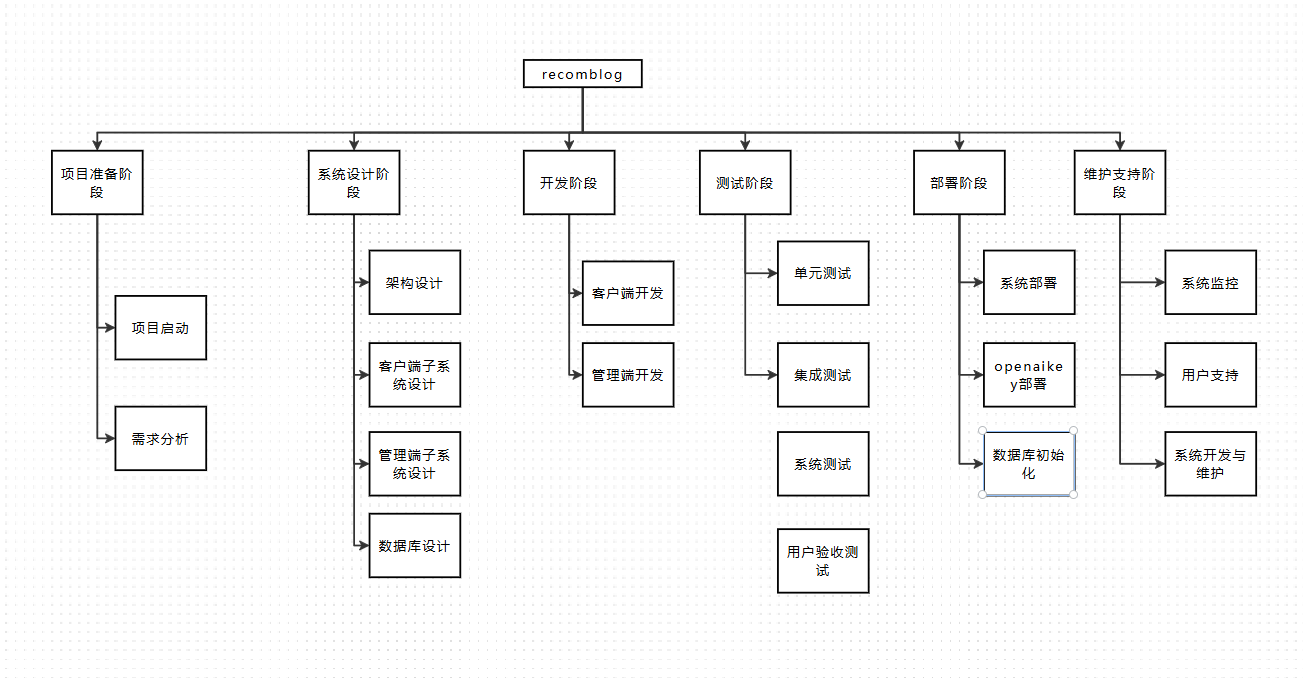 recomblog
项目准备阶
段
系统设计阶
段
开发阶段
测试阶段
部署阶段
维护支持阶
段
项目启动
需求分析
架构设计
客户端子系
统设计
管理端子系
统设计
数据库设计
客户端开发
管理端开发
单元测试
集成测试
系统测试
用户验收测
试
系统部署
openaike
y部署
数据库初始
化
系统监控
用户支持
系统开发与
维护